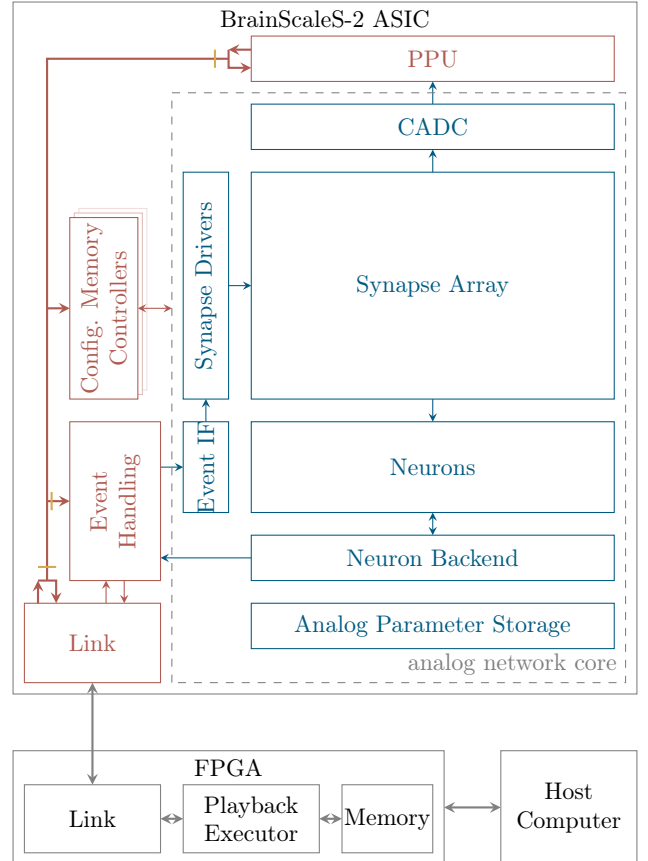 BrainScaleS-2 ASIC
PPU
CADC
Synapse Drivers
Synapse Array
Config. Memory
Controllers
Event IF
Neurons
Event
Handling
Neuron Backend
Analog Parameter Storage
Link
analog network core
FPGA
Link
Playback
Executor
Memory
Host
Computer